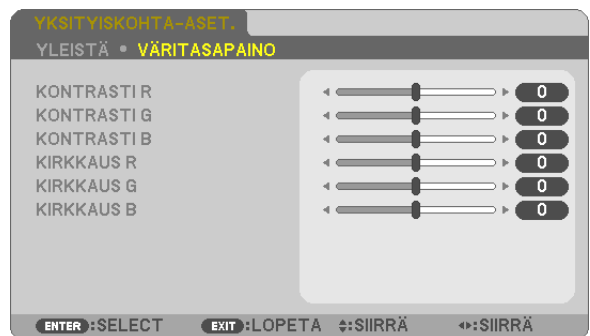 YKSITYISKOHTA-ASET.
YLEISTÄ • VÄRITASAPAINO
KONTRASTI R 0
KONTRASTI G 0
KONTRASTI B 0
KIRKKAUS R 0
KIRKKAUS G 0
KIRKKAUS B 0
ENTER :SELECT EXIT :LOPETA :SIIRRÄ :SIIRRÄ